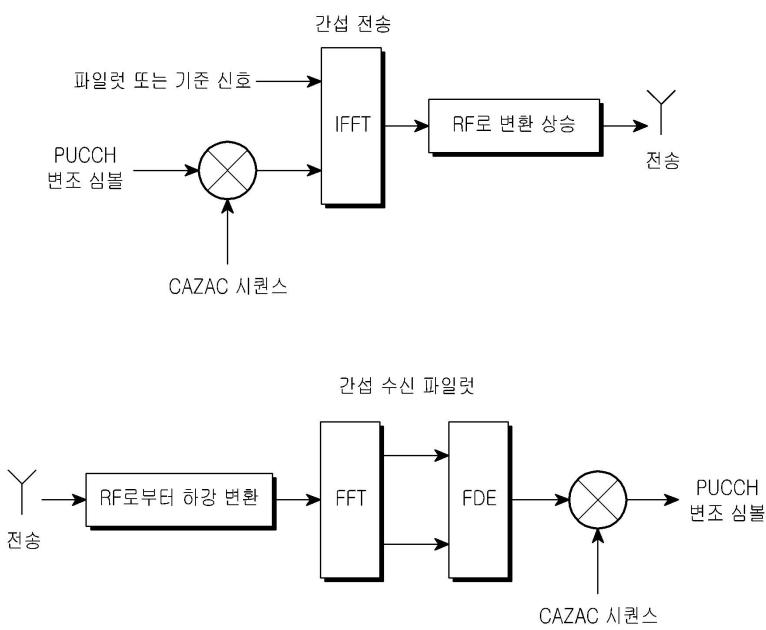 간섭 전송
파일럿 또는 기준 신호
IFFT
RF로 변환 상승
전송
PUCCH
변조 심볼
CAZAC 시퀀스
간섭 수신 파일럿
전송
RF로부터 하강 변환
FFT
FDE
PUCCH
변조 심볼
CAZAC 시퀀스